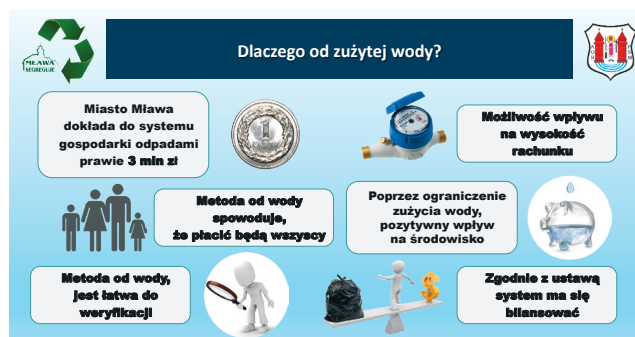 Dlaczego od zużytej wody?
MŁAWA
SEGREGUJE
Miasto Mława
dokłada do systemu
gospodarki odpadami
prawie 3 mln zł
1
Możliwość wpływu
na wysokość
rachunku
Metoda od wody
spowoduje,
że płacić będą wszyscy
Poprzez ograniczenie
zużycia wody,
pozytywny wpływ
na środowisko
Metoda od wody,
jest łatwa do
weryfikacji
Zgodnie z ustawą
system ma się
bilansować